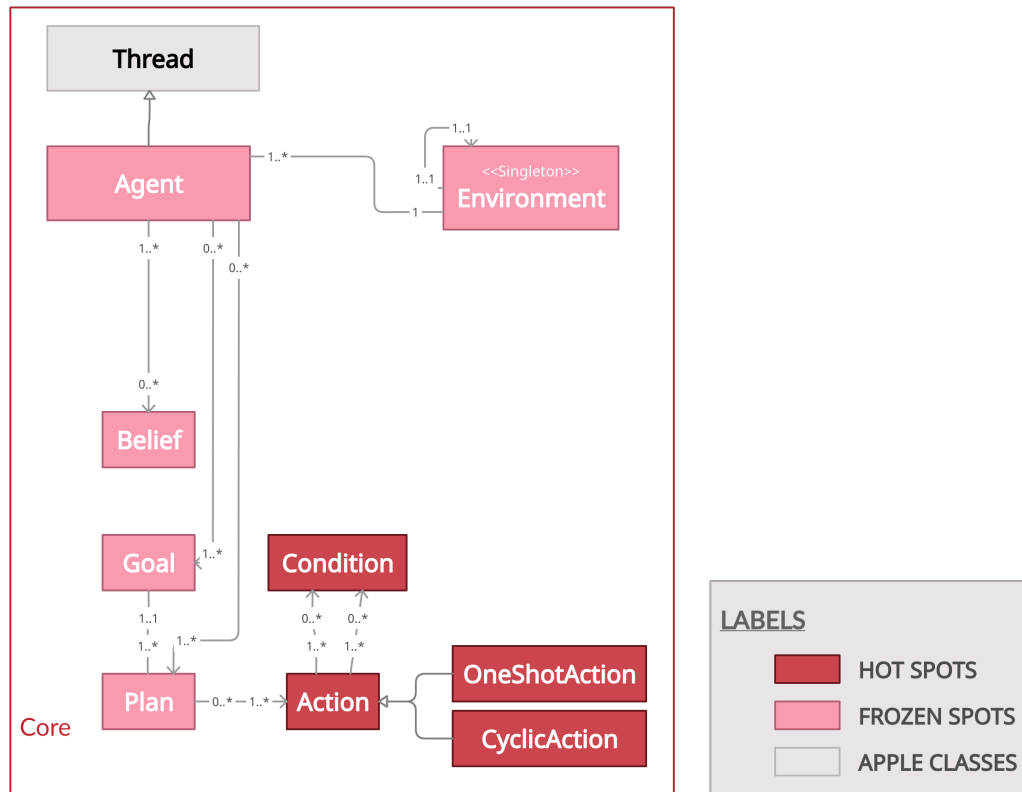 Thread
1..1
Agent
1..*
<<Singleton>>
Environment
1..1
1
1..*
0..*
0..*
0..*
Belief
Goal
1..*
Condition
1..1
0..*
0..*
1..*
1..*
1..*
1..*
Plan
0..*
1..*
Action
OneShotAction
CyclicAction
Core
LABELS
HOT SPOTS
FROZEN SPOTS
APPLE CLASSES